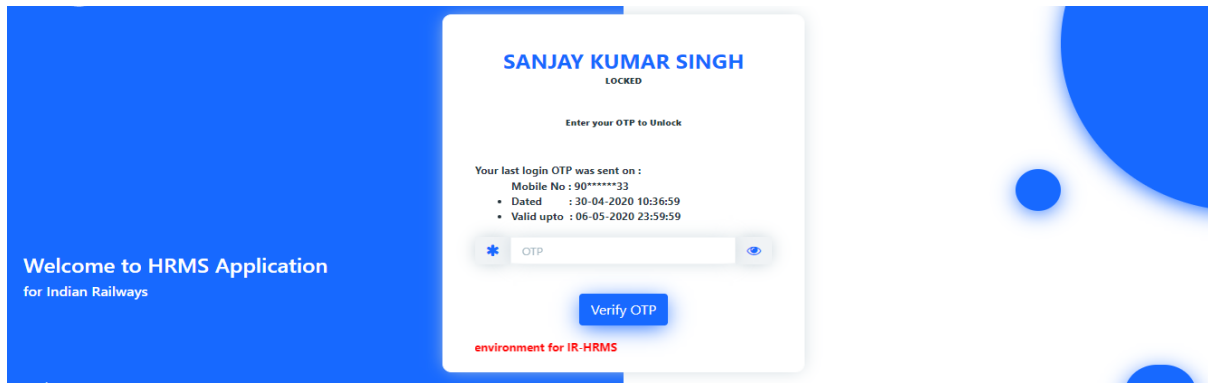 SANJAY KUMAR SINGH
LOCKED
Enter your OTP to Unlock
Your last login OTP was sent on :
Mobile No : 90******33
• Dated : 30-04-2020 10:36:59
• Valid upto : 06-05-2020 23:59:59
OTP
Verify OTP
environment for IR-HRMS
Welcome to HRMS Application
for Indian Railways